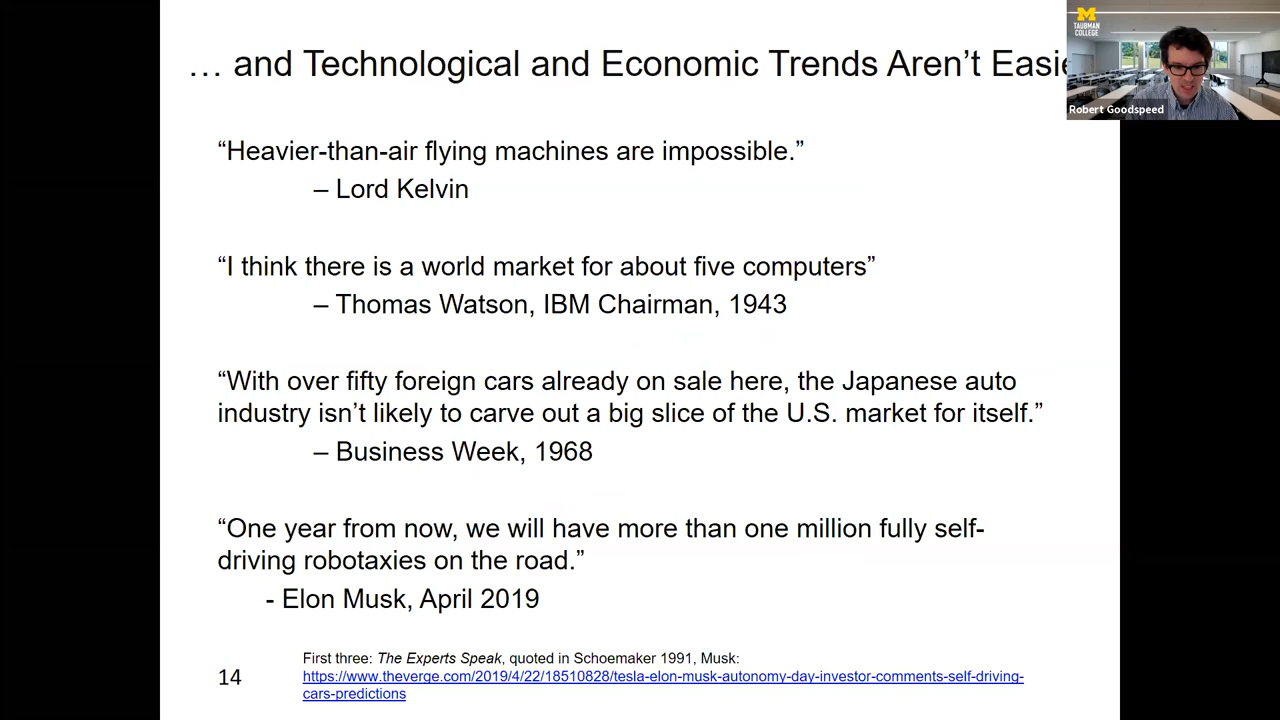 … and Technological and Economic Trends Aren’t Easie
M
TAUBMAN
COLLEGE
Robert Goodspeed
“Heavier-than-air flying machines are impossible.”
– Lord Kelvin
“I think there is a world market for about five computers”
– Thomas Watson, IBM Chairman, 1943
“With over fifty foreign cars already on sale here, the Japanese auto
industry isn’t likely to carve out a big slice of the U.S. market for itself.”
– Business Week, 1968
“One year from now, we will have more than one million fully self-
driving robotaxies on the road.”
- Elon Musk, April 2019
First three: The Experts Speak, quoted in Schoemaker 1991, Musk:
https://www.theverge.com/2019/4/22/18510828/tesla-elon-musk-autonomy-day-investor-comments-self-driving-
cars-predictions
14